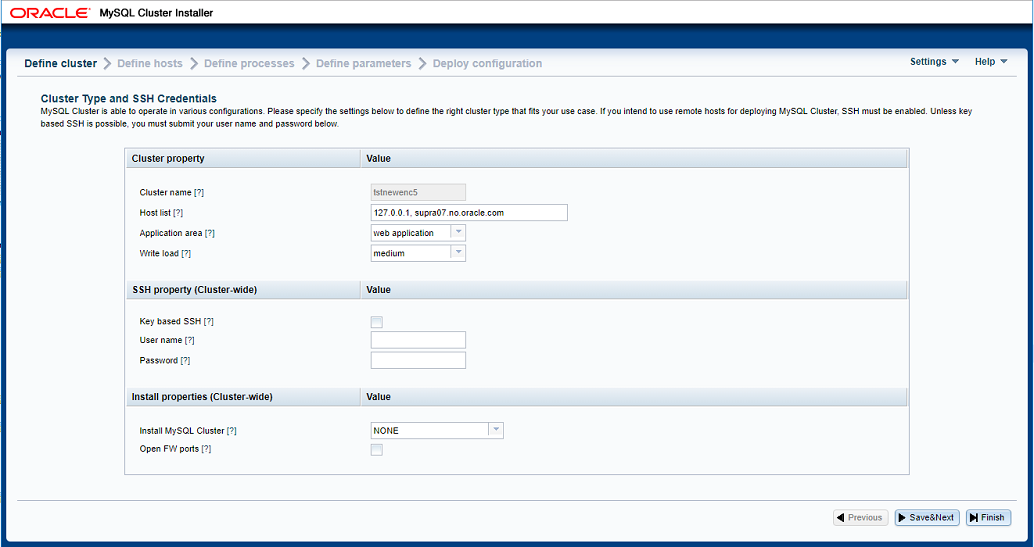 ORACLE MySQL Cluster Installer
Define cluster Define hosts Define processes Define parameters Deploy configuration Settings Help
Cluster Type and SSH Credentials
MySQL Cluster is able to operate in various configurations. Please specify the settings below to define the right cluster type that fits your use case. If you intend to use remote hosts for deploying MySQL Cluster, SSH must be enabled. Unless key
based SSH is possible, you must submit your user name and password below.
Cluster property Value
Cluster name [?] tstnewenc5
Host list [?] 127.0.0.1, supra07.no.oracle.com
Application area [?] web application
Write load [?] medium
SSH property (Cluster-wide) Value
Key based SSH [?]
User name [?]
Password [?]
Install properties (Cluster-wide) Value
Install MySQL Cluster [?] NONE
Open FW ports [?]
Previous Save&Next Finish